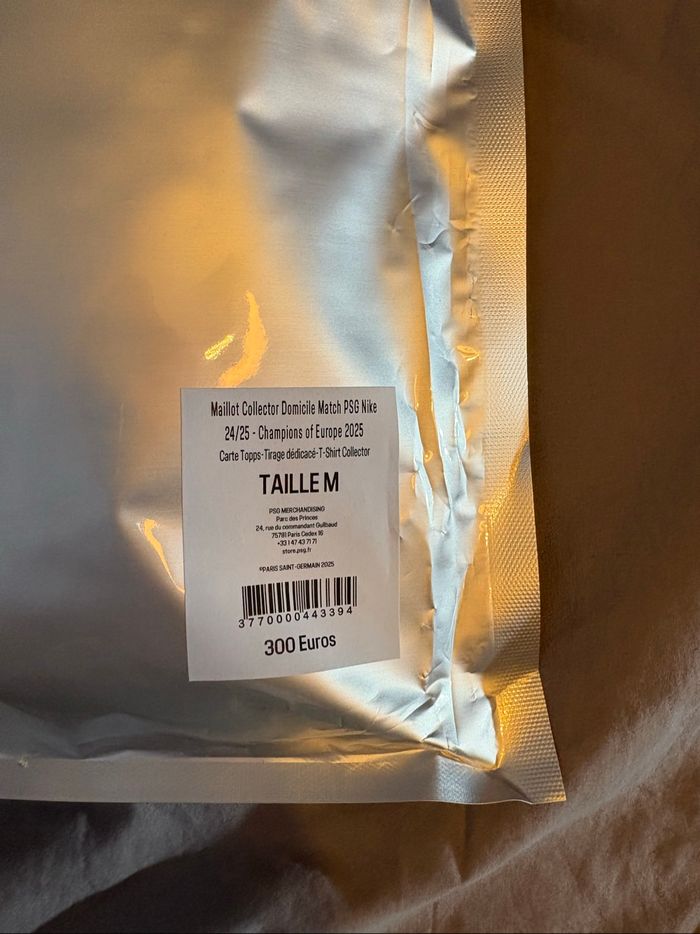 Maillot Collector Domicile Match PSG Nike
24/25 - Champions of Europe 2025
Carte Topps-Tirage dédicacé-T-Shirt Collector
TAILLE M
PSG MERCHANDISING
Parc des Princes
24, rue du commandant Guilbaud
75781 Paris Cedex 16
+33 1 47 43 71 71
store.psg.fr
©PARIS SAINT-GERMAIN 2025
3770000443394
300 Euros